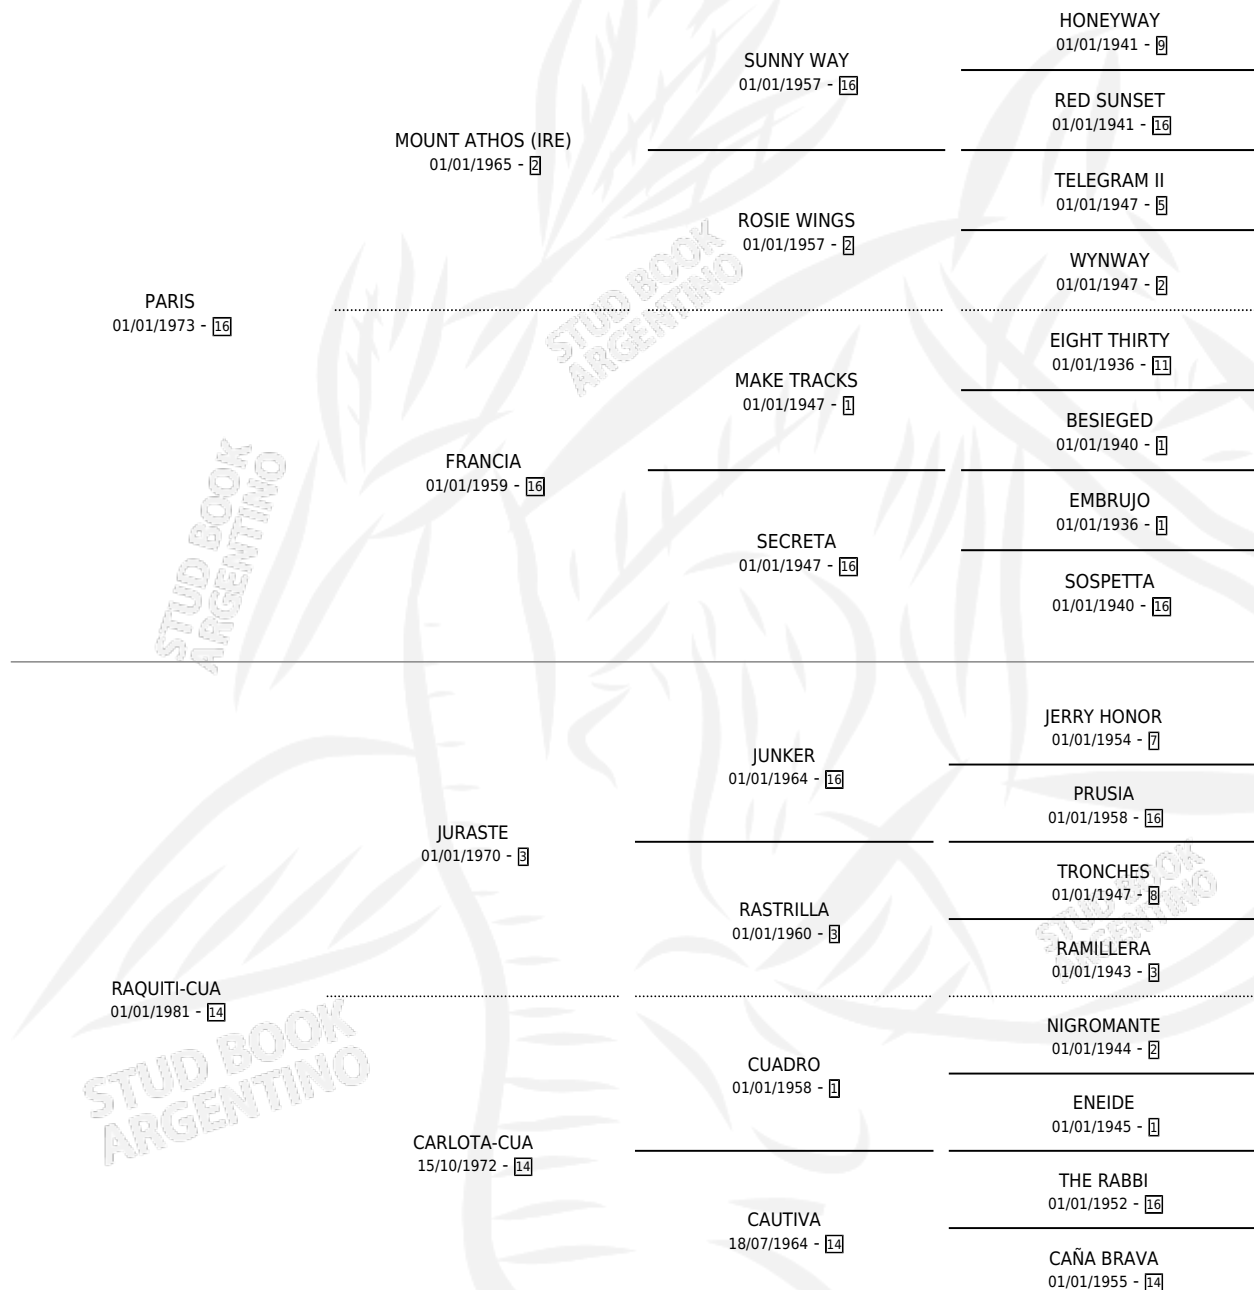 HONEYWAY
01/01/1941 - 9
SUNNY WAY
01/01/1957 - 16
RED SUNSET
01/01/1941 - 16
MOUNT ATHOS (IRE)
01/01/1965 - 2
TELEGRAM II
01/01/1947 - 5
ROSIE WINGS
01/01/1957 - 2
WYNWAY
01/01/1947 - 2
PARIS
01/01/1973 - 16
EIGHT THIRTY
01/01/1936 - 11
MAKE TRACKS
01/01/1947 - 1
BESIEGED
01/01/1940 - 1
FRANCIA
01/01/1959 - 16
EMBRUJO
01/01/1936 - 1
SECRETA
01/01/1947 - 16
SOSPETTA
01/01/1940 - 16
STUD BOOK
ARGENTINO
STUD BOOK
ARGENTINO
JERRY HONOR
01/01/1954 - 7
JUNKER
01/01/1964 - 16
PRUSIA
01/01/1958 - 16
JURASTE
01/01/1970 - 3
TRONCHES
01/01/1947 - 8
RASTRILLA
01/01/1960 - 3
RAMILLERA
01/01/1943 - 3
RAQUITI-CUA
01/01/1981 - 14
NIGROMANTE
01/01/1944 - 2
CUADRO
01/01/1958 - 1
ENEIDE
01/01/1945 - 1
CARLOTA-CUA
15/10/1972 - 14
THE RABBI
01/01/1952 - 16
CAUTIVA
18/07/1964 - 14
CAÑA BRAVA
01/01/1955 - 14
STUD BOOK
ARGENTINO
STUD BOOK
ARGENTINO